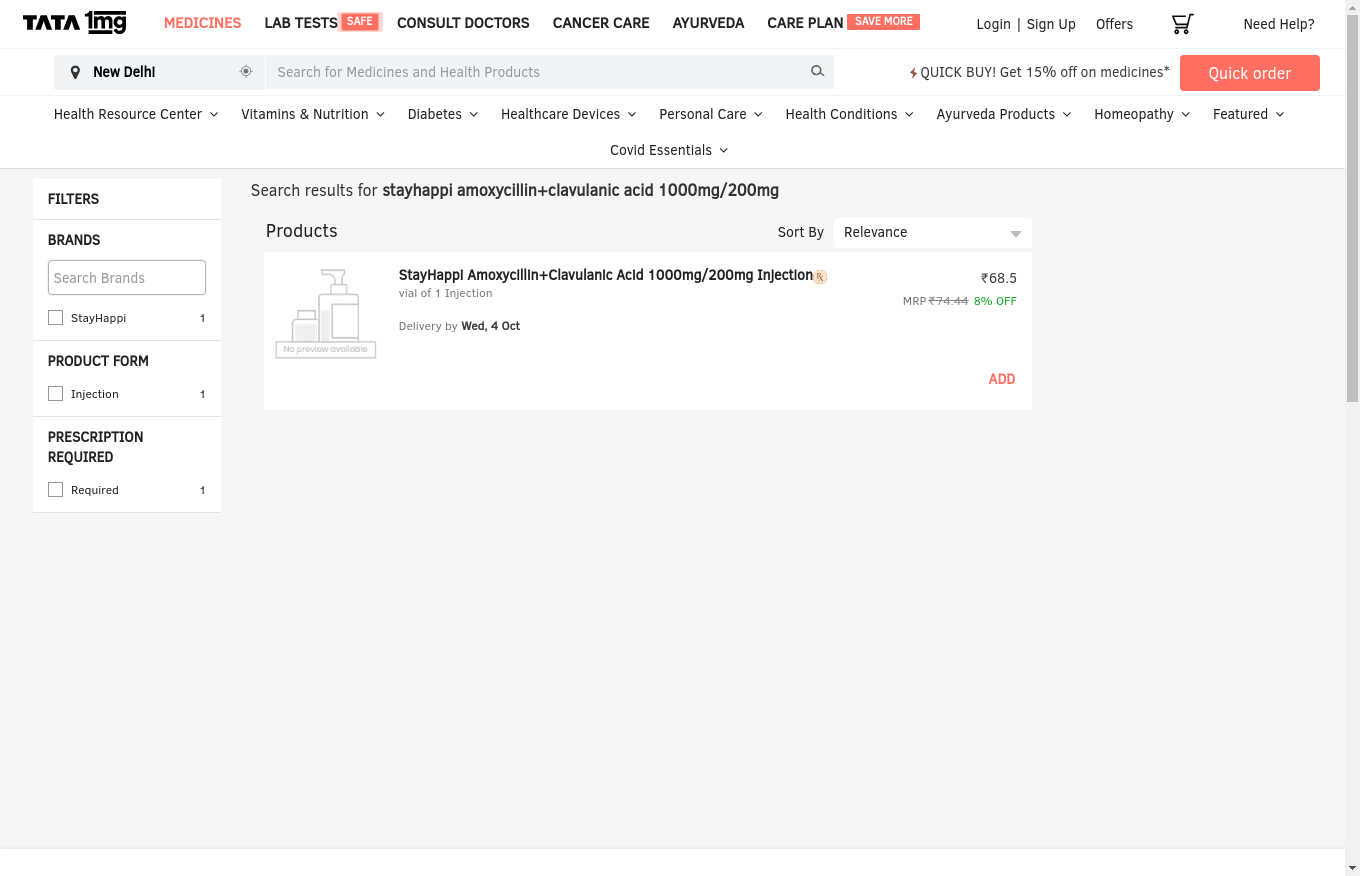 TATA 1mg
MEDICINES LAB TESTS SAFE CONSULT DOCTORS CANCER CARE AYURVEDA CARE PLAN SAVE MORE Login | Sign Up Offers Need Help?
New Delhi Search for Medicines and Health Products QUICK BUY! Get 15% off on medicines* Quick order
Health Resource Center Vitamins & Nutrition Diabetes Healthcare Devices Personal Care Health Conditions Ayurveda Products Homeopathy Featured
Covid Essentials
FILTERS
BRANDS
Search Brands
StayHappi 1
PRODUCT FORM
Injection 1
PRESCRIPTION
REQUIRED
Required 1
Search results for stayhappi amoxycillin+clavulanic acid 1000mg/200mg
Products Sort By Relevance
No preview available
StayHappi Amoxycillin+Clavulanic Acid 1000mg/200mg Injection ℞
vial of 1 Injection
Delivery by Wed, 4 Oct
₹68.5
MRP ₹74.44 8% OFF
ADD